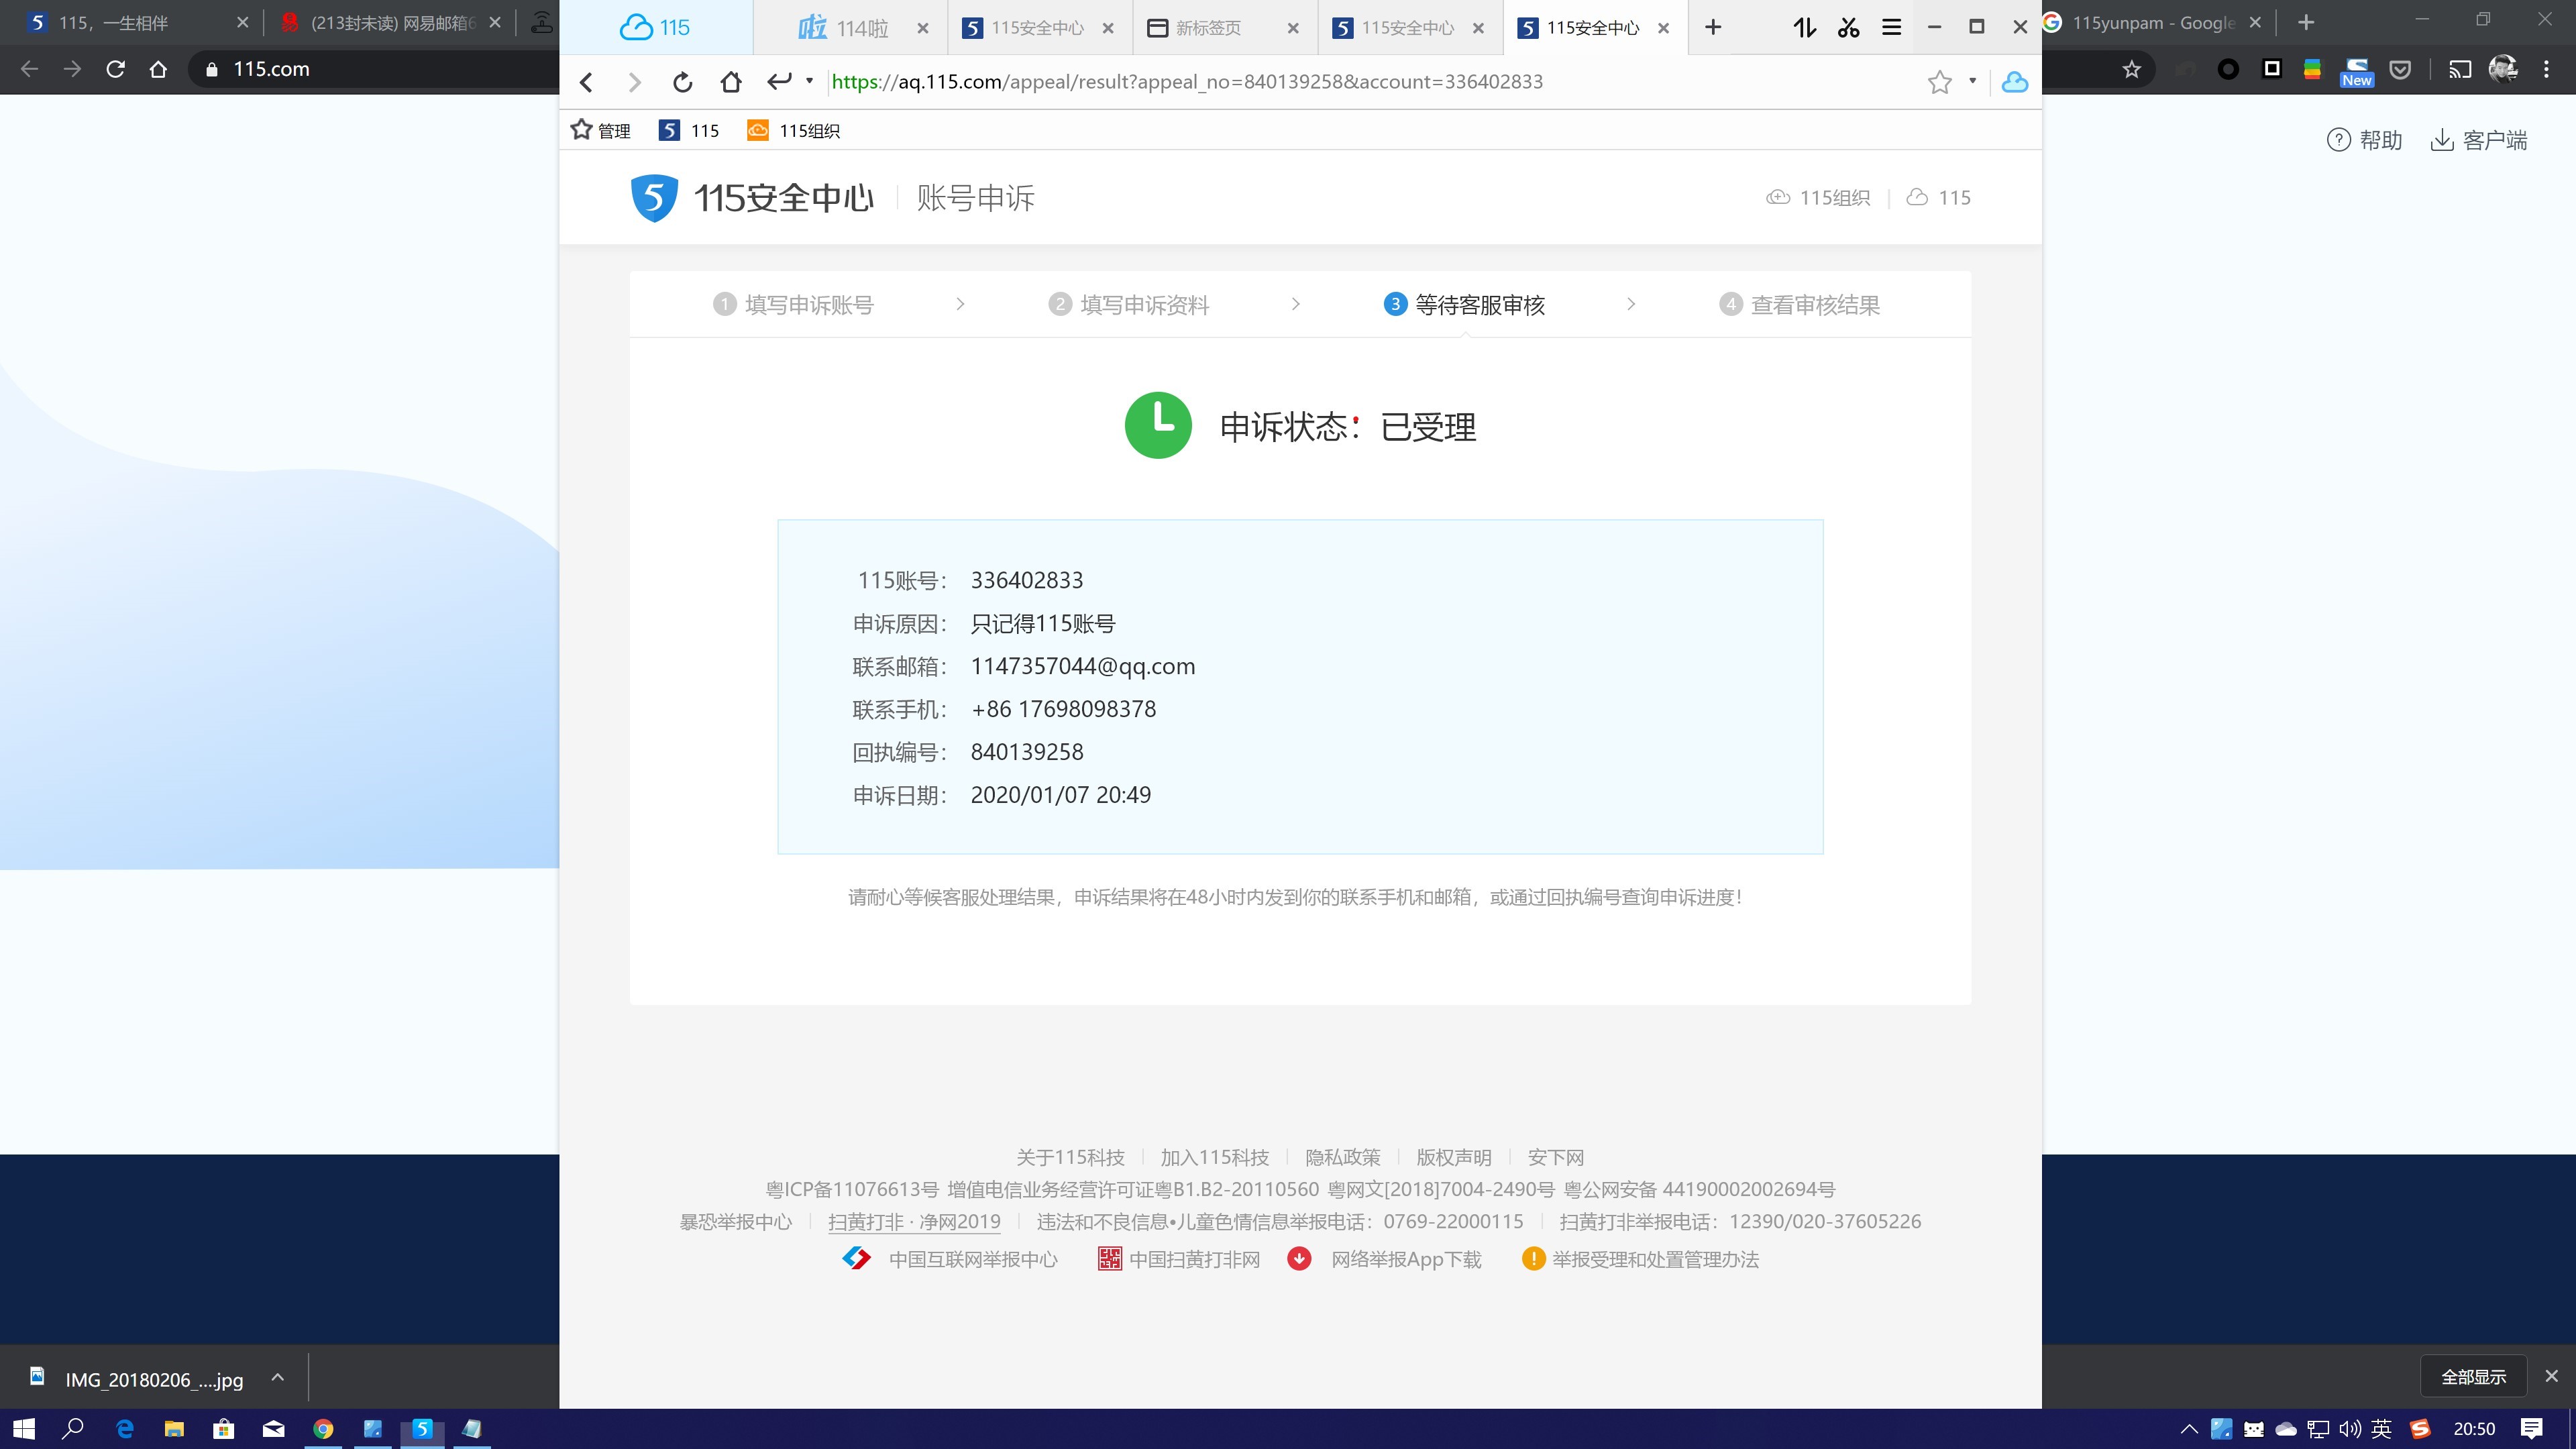 115，一生相伴
(213封未读) 网易邮箱6
115
114啦
115安全中心
新标签页
115安全中心
115安全中心
115yunpam - Google
115.com
https://aq.115.com/appeal/result?appeal_no=840139258&account=336402833
New
管理
115
115组织
帮助
客户端
115安全中心
账号申诉
115组织
115
1 填写申诉账号
2 填写申诉资料
3 等待客服审核
4 查看审核结果
申诉状态：已受理
115账号： 336402833
申诉原因： 只记得115账号
联系邮箱： 1147357044@qq.com
联系手机： +86 17698098378
回执编号： 840139258
申诉日期： 2020/01/07 20:49
请耐心等候客服处理结果，申诉结果将在48小时内发到你的联系手机和邮箱，或通过回执编号查询申诉进度！
关于115科技 加入115科技 隐私政策 版权声明 安下网
粤ICP备11076613号 增值电信业务经营许可证粤B1.B2-20110560 粤网文[2018]7004-2490号 粤公网安备 44190002002694号
暴恐举报中心 扫黄打非·净网2019 违法和不良信息•儿童色情信息举报电话：0769-22000115 扫黄打非举报电话：12390/020-37605226
中国互联网举报中心 中国扫黄打非网 网络举报App下载 举报受理和处置管理办法
IMG_20180206_....jpg
全部显示
英
20:50